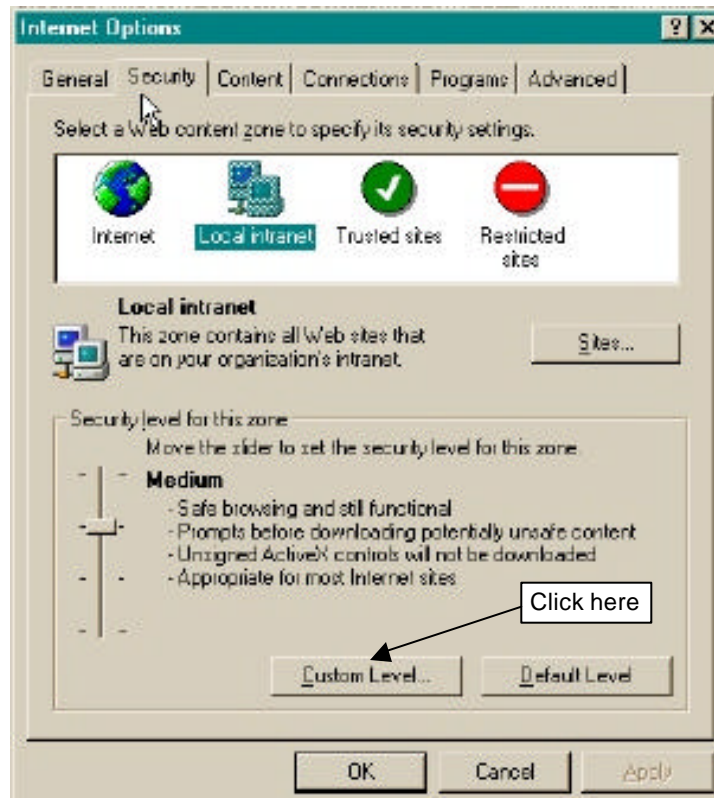 Internet Options
General Security Content Connections Programs Advanced
Select a Web content zone to specify its security settings.
Internet Local intranet Trusted sites Restricted
sites
Local intranet
This zone contains all Web sites that
are on your organization's intranet.
Sites...
Security level for this zone
Move the slider to set the security level for this zone.
Medium
- Safe browsing and still functional
- Prompts before downloading potentially unsafe content
- Unsigned ActiveX controls will not be downloaded
- Appropriate for most Internet sites
Click here
Custom Level... Default Level
OK Cancel Apply